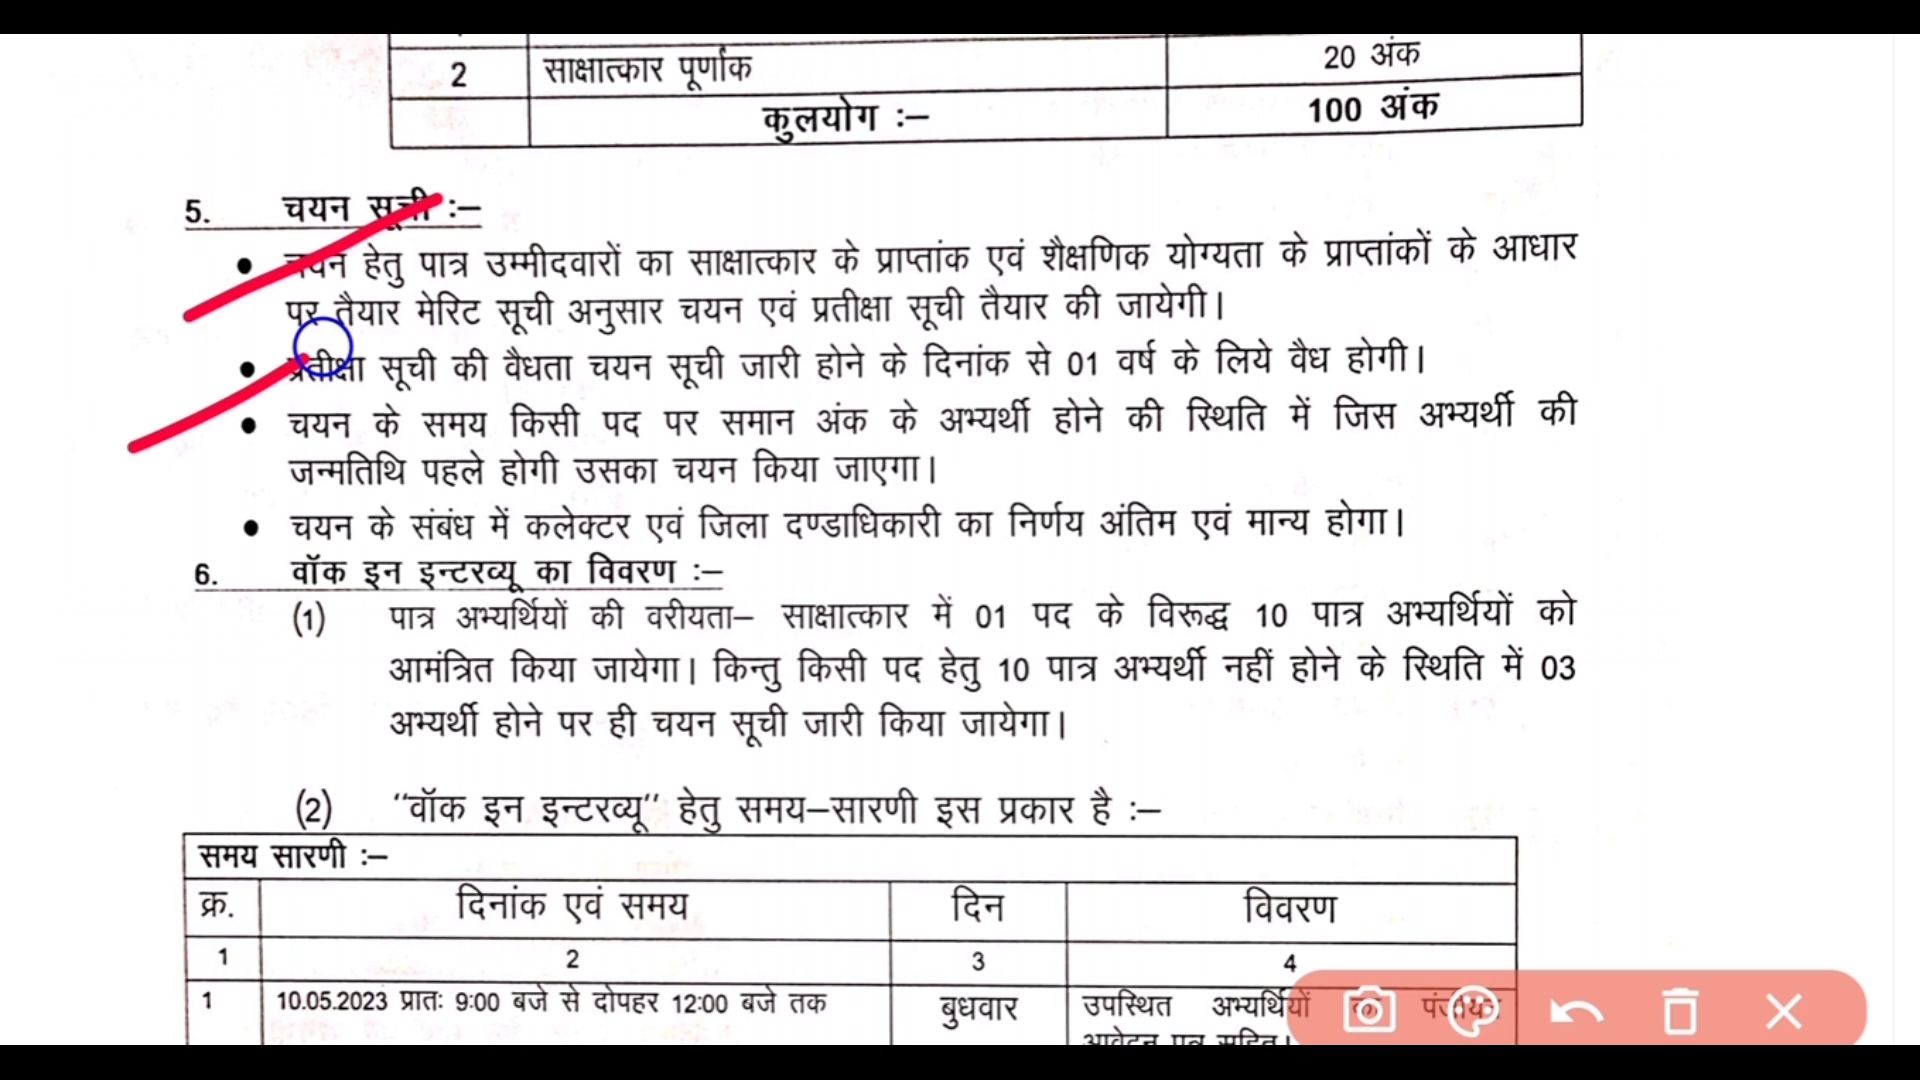 2 साक्षात्कार पूर्णांक 20 अंक
कुलयोग :– 100 अंक
5. चयन सूची :–
• चयन हेतु पात्र उम्मीदवारों का साक्षात्कार के प्राप्तांक एवं शैक्षणिक योग्यता के प्राप्तांकों के आधार
पर तैयार मेरिट सूची अनुसार चयन एवं प्रतीक्षा सूची तैयार की जायेगी।
• प्रतीक्षा सूची की वैधता चयन सूची जारी होने के दिनांक से 01 वर्ष के लिये वैध होगी।
• चयन के समय किसी पद पर समान अंक के अभ्यर्थी होने की स्थिति में जिस अभ्यर्थी की
जन्मतिथि पहले होगी उसका चयन किया जाएगा।
• चयन के संबंध में कलेक्टर एवं जिला दण्डाधिकारी का निर्णय अंतिम एवं मान्य होगा।
6. वॉक इन इन्टरव्यू का विवरण :–
(1) पात्र अभ्यर्थियों की वरीयता– साक्षात्कार में 01 पद के विरूद्ध 10 पात्र अभ्यर्थियों को
आमंत्रित किया जायेगा। किन्तु किसी पद हेतु 10 पात्र अभ्यर्थी नहीं होने के स्थिति में 03
अभ्यर्थी होने पर ही चयन सूची जारी किया जायेगा।
(2) "वॉक इन इन्टरव्यू" हेतु समय–सारणी इस प्रकार है :–
समय सारणी :–
क्र. दिनांक एवं समय दिन विवरण
1 2 3 4
1 10.05.2023 प्रातः 9:00 बजे से दोपहर 12:00 बजे तक बुधवार उपस्थित अभ्यर्थियों का
आवेदन पत्र सहित।